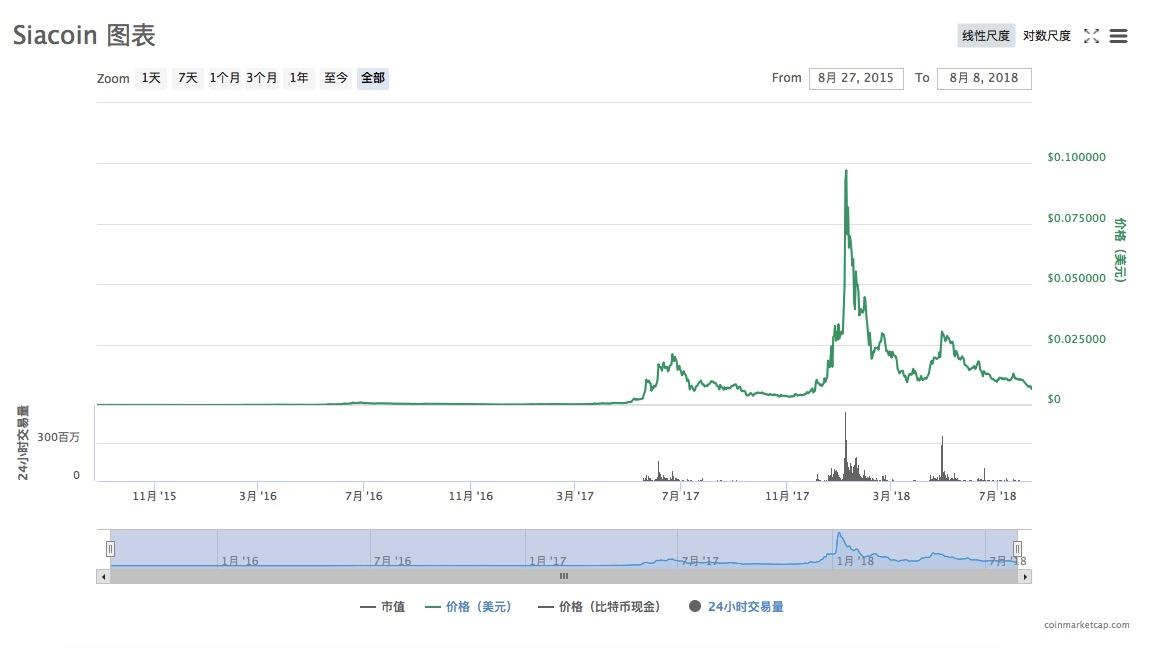 Siacoin 图表
线性尺度 对数尺度
Zoom 1天 7天 1个月 3个月 1年 至今 全部
From 8月 27, 2015 To 8月 8, 2018
$0.100000
$0.075000
$0.050000
$0.025000
$0
价格（美元）
24小时交易量
300百万
0
11月 '15 3月 '16 7月 '16 11月 '16 3月 '17 7月 '17 11月 '17 3月 '18 7月 '18
1月 '16 7月 '16 1月 '17 7月 '17 1月 '18 7月 '18
市值 价格（美元） 价格（比特币现金） 24小时交易量
coinmarketcap.com